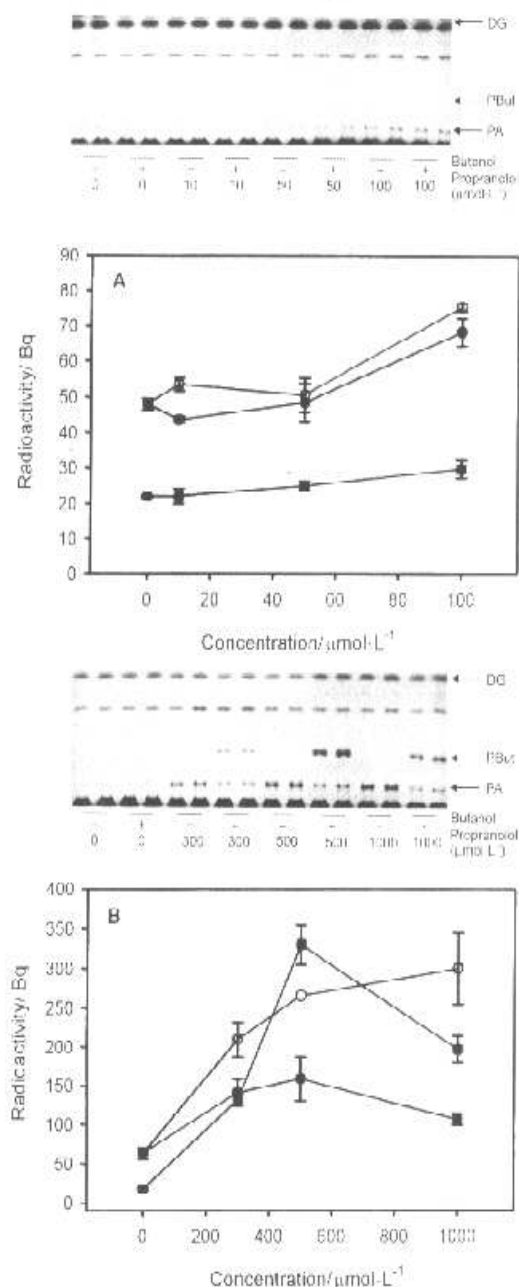 DG
PBut
PA
Butanol
- + - + - + - +
Propranolol
0 0 10 10 50 50 100 100
(μmol·L⁻¹)
A
90
80
70
60
50
40
30
20
10
0
Radioactivity/ Bq
0 20 40 60 80 100
Concentration/μmol·L⁻¹
DG
PBut
PA
Butanol
- + - + - + - +
Propranolol
0 0 300 300 500 500 1000 1000
(μmol·L⁻¹)
B
400
350
300
250
200
150
100
50
0
Radioactivity/ Bq
0 200 400 600 800 1000
Concentration/μmol·L⁻¹